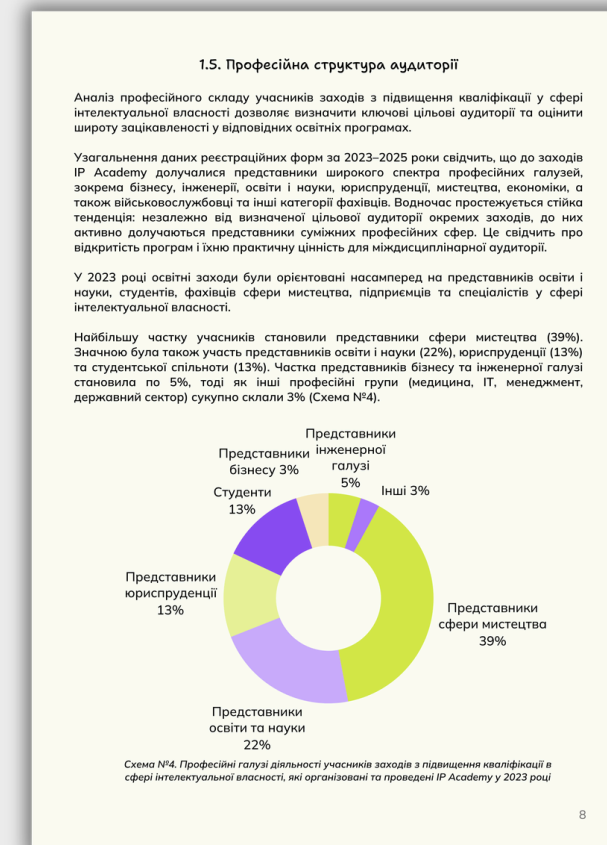 1.5. Професійна структура аудиторії
Аналіз професійного складу учасників заходів з підвищення кваліфікації у сфері
інтелектуальної власності дозволяє визначити ключові цільові аудиторії та оцінити
широту зацікавленості у відповідних освітніх програмах.
Узагальнення даних реєстраційних форм за 2023–2025 роки свідчить, що до заходів
IP Academy долучалися представники широкого спектра професійних галузей,
зокрема бізнесу, інженерії, освіти і науки, юриспруденції, мистецтва, економіки, а
також військовослужбовці та інші категорії фахівців. Водночас простежується стійка
тенденція: незалежно від визначеної цільової аудиторії окремих заходів, до них
активно долучаються представники суміжних професійних сфер. Це свідчить про
відкритість програм і їхню практичну цінність для міждисциплінарної аудиторії.
У 2023 році освітні заходи були орієнтовані насамперед на представників освіти і
науки, студентів, фахівців сфери мистецтва, підприємців та спеціалістів у сфері
інтелектуальної власності.
Найбільшу частку учасників становили представники сфери мистецтва (39%).
Значною була також участь представників освіти і науки (22%), юриспруденції (13%)
та студентської спільноти (13%). Частка представників бізнесу та інженерної галузі
становила по 5%, тоді як інші професійні групи (медицина, ІТ, менеджмент,
державний сектор) сукупно склали 3% (Схема №4).
Представники
інженерної
галузі
5%
Представники
бізнесу 3%
Інші 3%
Студенти
13%
Представники
юриспруденції
13%
Представники
сфери мистецтва
39%
Представники
освіти та науки
22%
Схема №4. Професійні галузі діяльності учасників заходів з підвищення кваліфікації в
сфері інтелектуальної власності, які організовані та проведені IP Academy у 2023 році
8